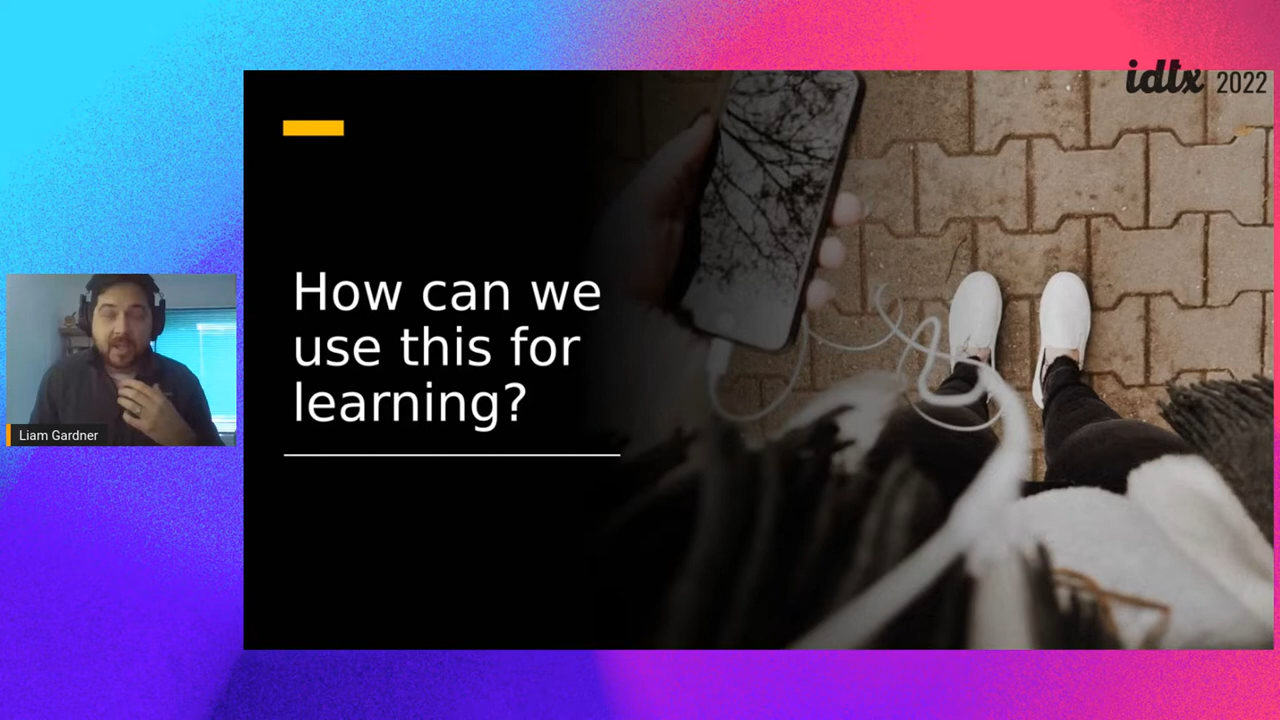 idtx 2022
How can we
use this for
learning?
Liam Gardner